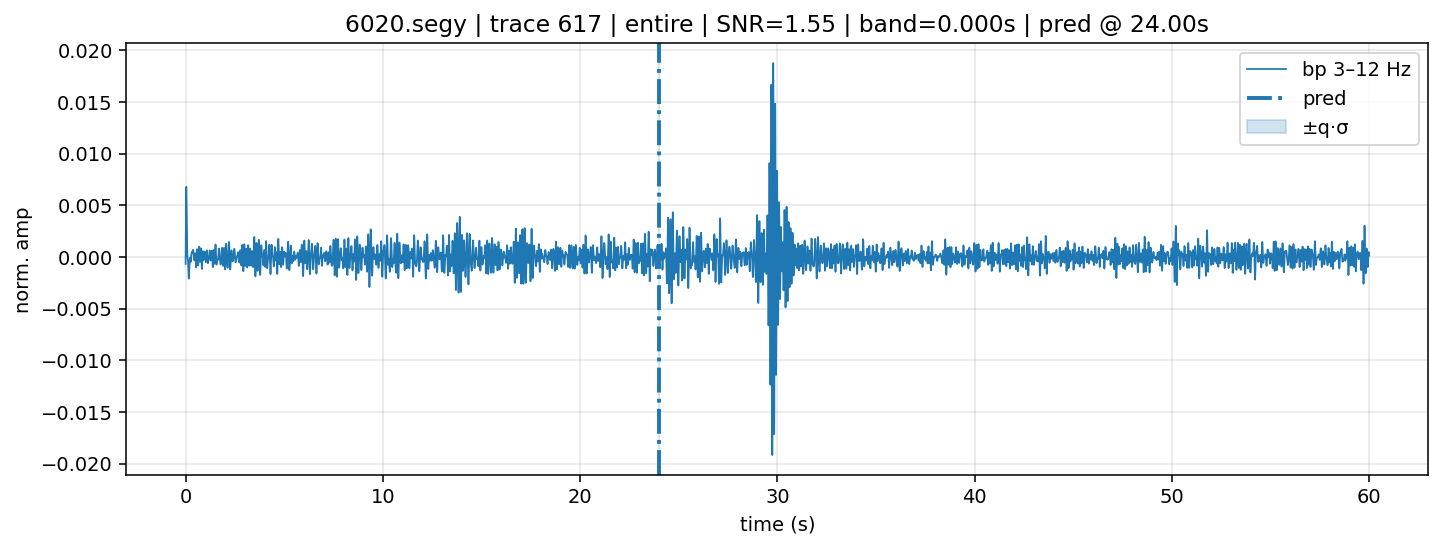 6020.segy | trace 617 | entire | SNR=1.55 | band=0.000s | pred @ 24.00s
bp 3–12 Hz
pred
±q·σ
norm. amp
0.020
0.015
0.010
0.005
0.000
−0.005
−0.010
−0.015
−0.020
0 10 20 30 40 50 60
time (s)